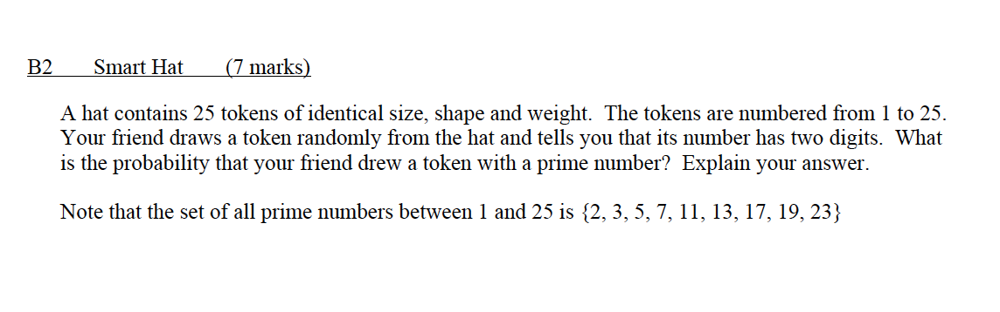 B2 Smart Hat (7 marks)
A hat contains 25 tokens of identical size, shape and weight. The tokens are numbered from 1 to 25.
Your friend draws a token randomly from the hat and tells you that its number has two digits. What
is the probability that your friend drew a token with a prime number? Explain your answer.
Note that the set of all prime numbers between 1 and 25 is {2, 3, 5, 7, 11, 13, 17, 19, 23}